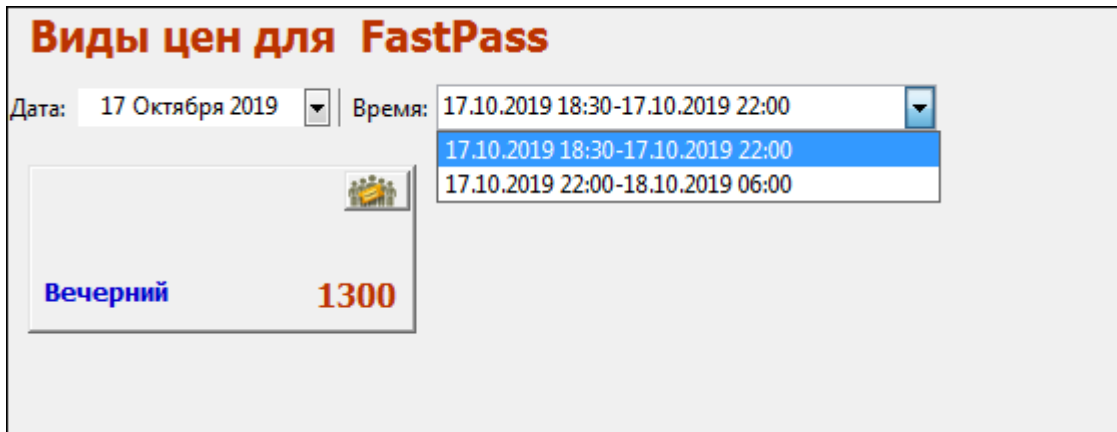 Виды цен для FastPass
Дата: 17 Октября 2019 Время: 17.10.2019 18:30-17.10.2019 22:00
17.10.2019 18:30-17.10.2019 22:00
17.10.2019 22:00-18.10.2019 06:00
Вечерний 1300